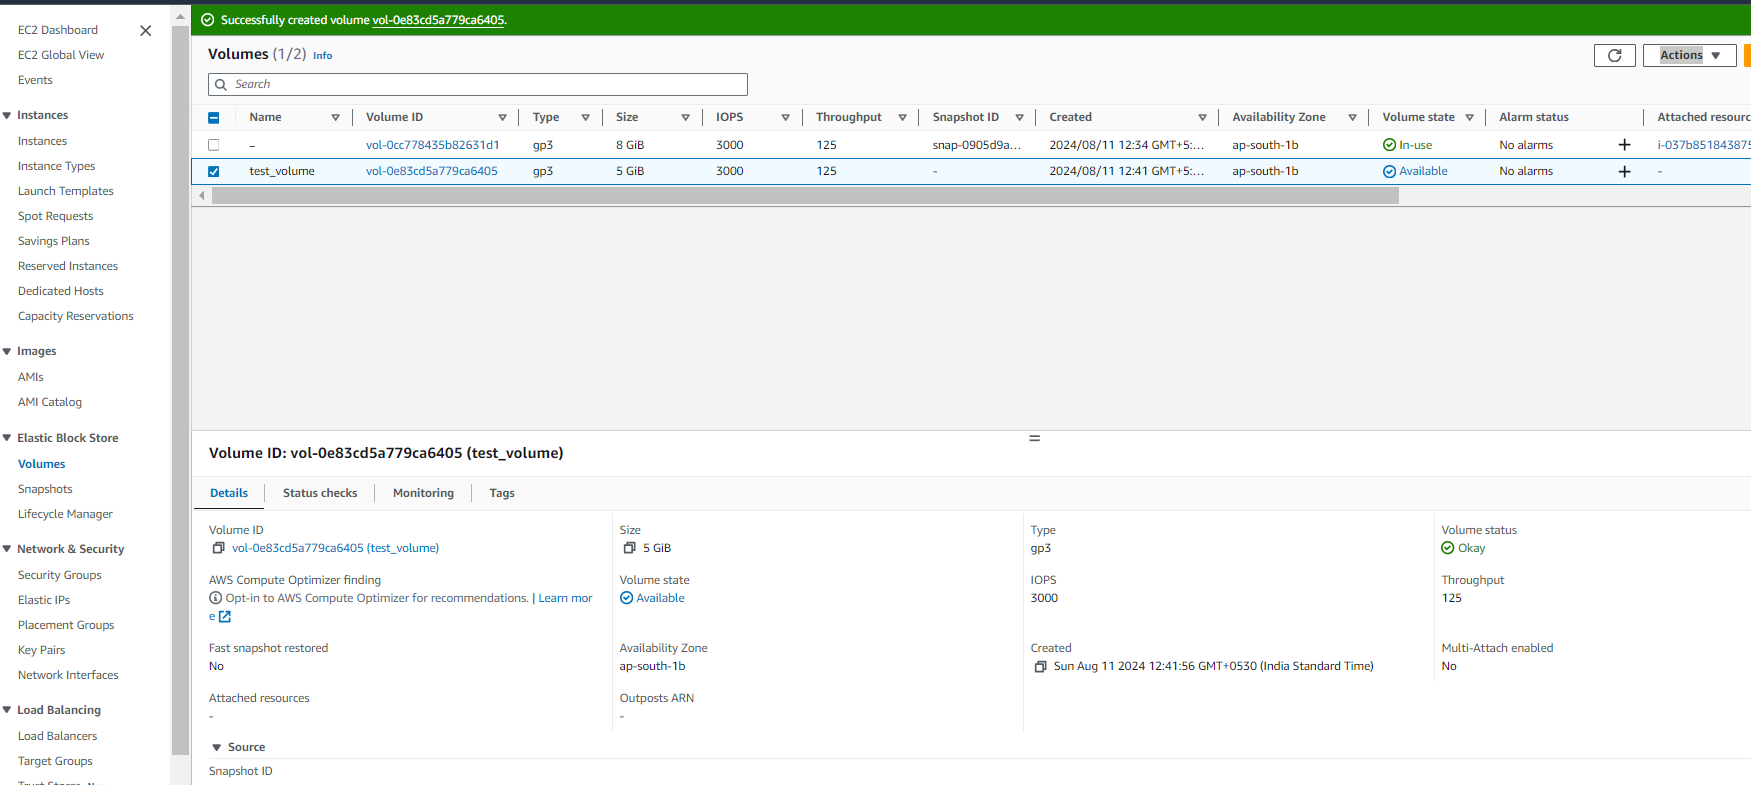 Successfully created volume vol-0e83cd5a779ca6405.
EC2 Dashboard
EC2 Global View
Events
Instances
Instances
Instance Types
Launch Templates
Spot Requests
Savings Plans
Reserved Instances
Dedicated Hosts
Capacity Reservations
Images
AMIs
AMI Catalog
Elastic Block Store
Volumes
Snapshots
Lifecycle Manager
Network & Security
Security Groups
Elastic IPs
Placement Groups
Key Pairs
Network Interfaces
Load Balancing
Load Balancers
Target Groups
Volumes (1/2) Info
Actions
Search
Name Volume ID Type Size IOPS Throughput Snapshot ID Created Availability Zone Volume state Alarm status Attached resourc
– vol-0cc778435b82631d1 gp3 8 GiB 3000 125 snap-0905d9a... 2024/08/11 12:34 GMT+5:... ap-south-1b In-use No alarms + i-037b851843875
test_volume vol-0e83cd5a779ca6405 gp3 5 GiB 3000 125 - 2024/08/11 12:41 GMT+5:... ap-south-1b Available No alarms + -
Volume ID: vol-0e83cd5a779ca6405 (test_volume)
Details Status checks Monitoring Tags
Volume ID Size Type Volume status
vol-0e83cd5a779ca6405 (test_volume) 5 GiB gp3 Okay
AWS Compute Optimizer finding Volume state IOPS Throughput
Opt-in to AWS Compute Optimizer for recommendations. | Learn mor Available 3000 125
e
Fast snapshot restored Availability Zone Created Multi-Attach enabled
No ap-south-1b Sun Aug 11 2024 12:41:56 GMT+0530 (India Standard Time) No
Attached resources Outposts ARN
- -
Source
Snapshot ID